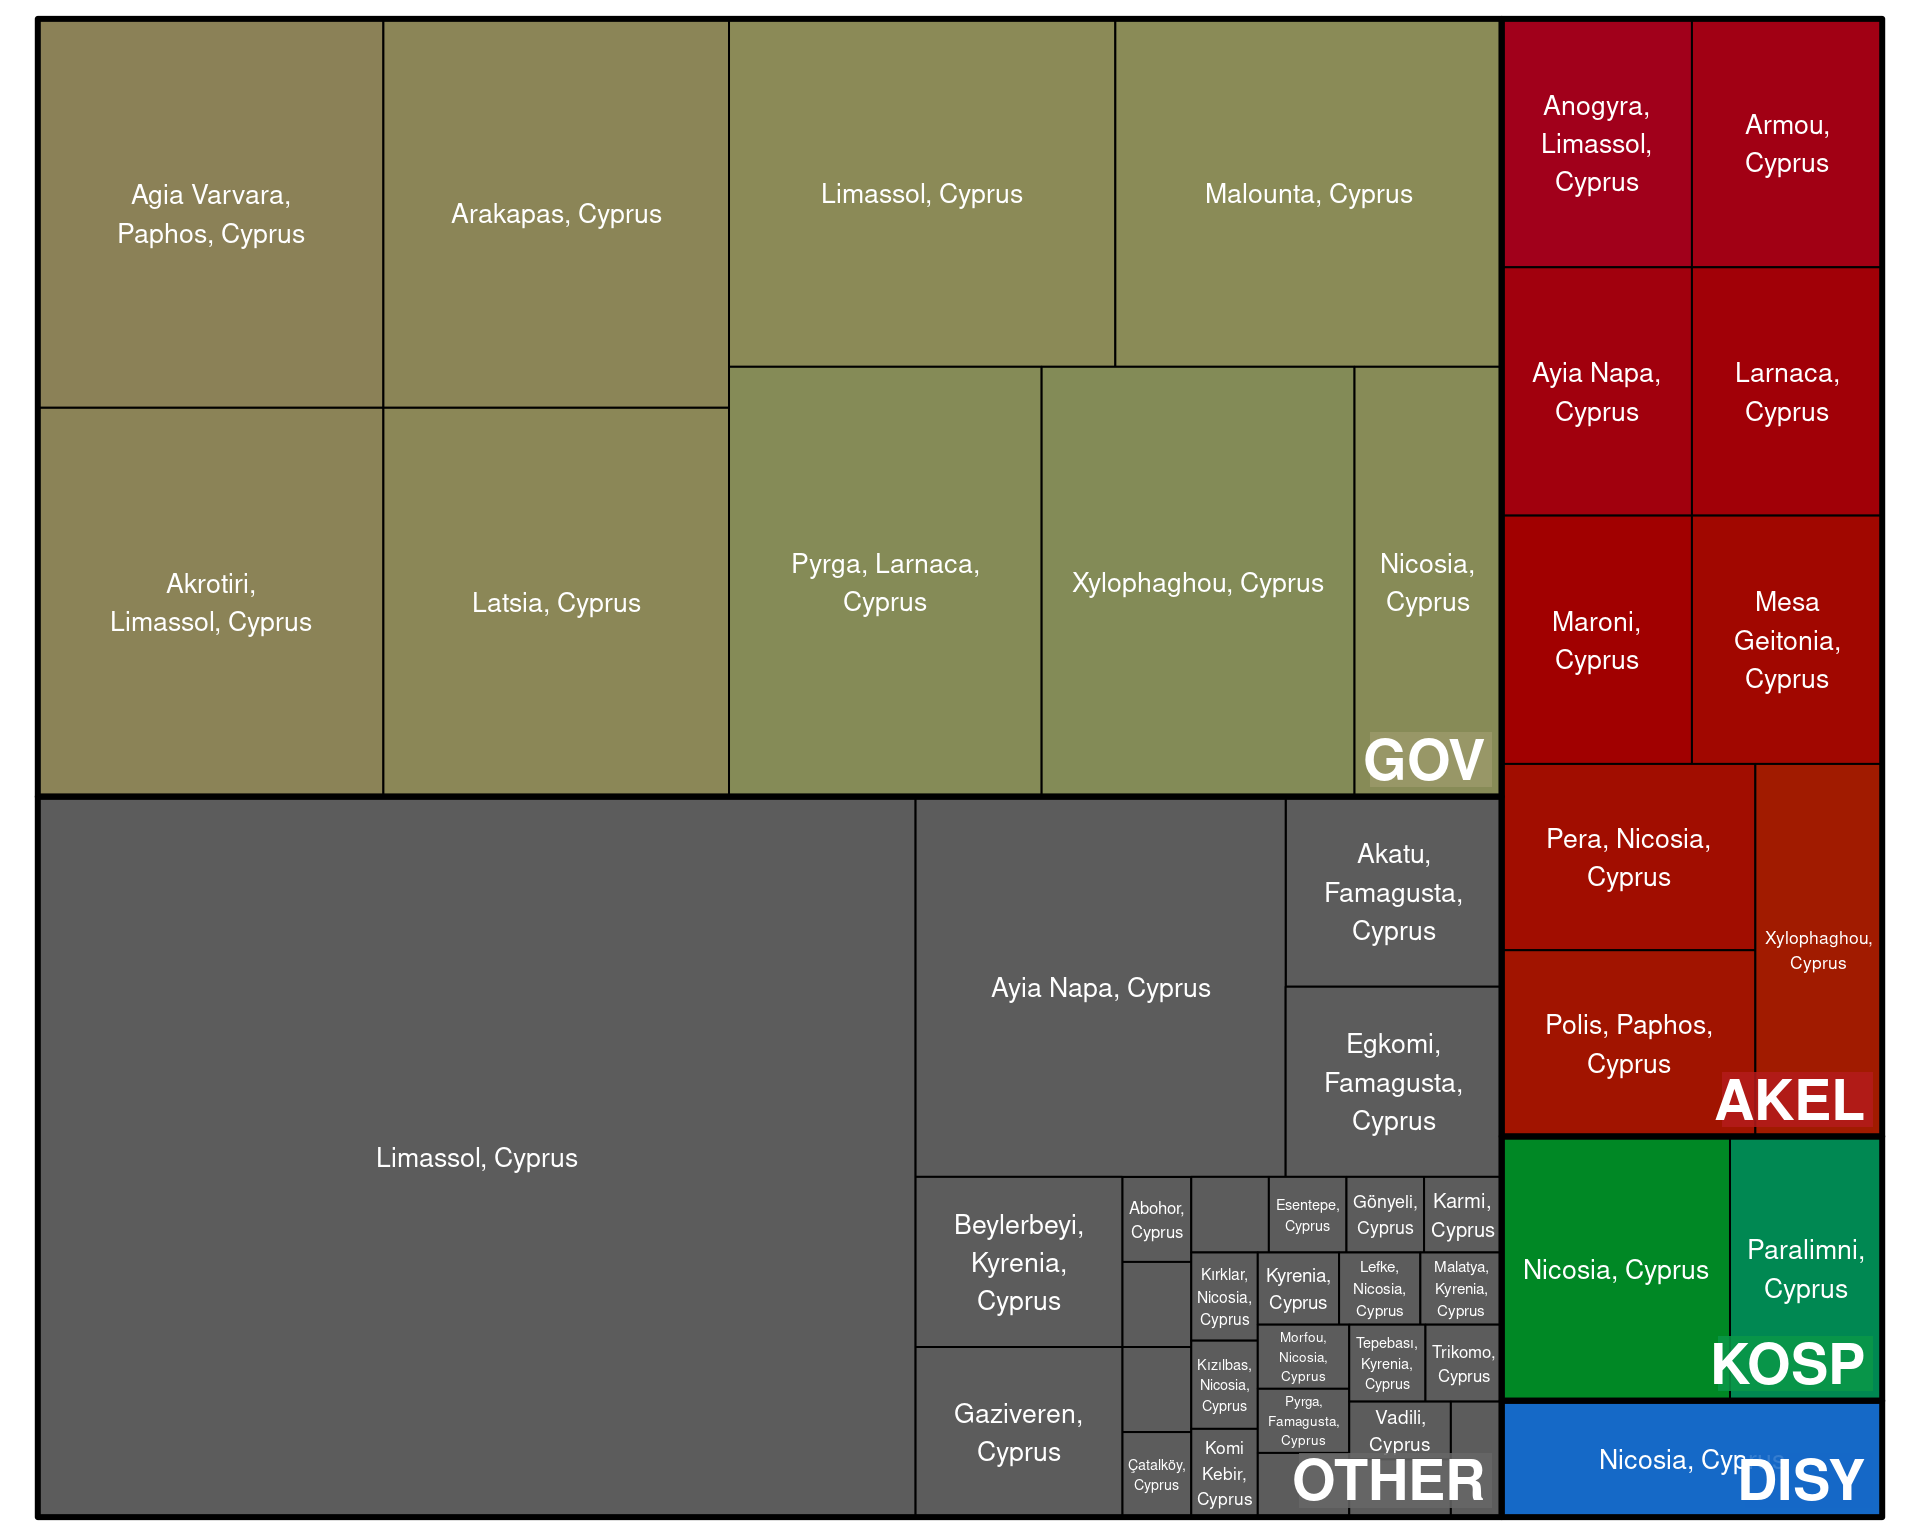 Agia Varvara,
Paphos, Cyprus
Arakapas, Cyprus
Limassol, Cyprus
Malounta, Cyprus
Akrotiri,
Limassol, Cyprus
Latsia, Cyprus
Pyrga, Larnaca,
Cyprus
Xylophaghou, Cyprus
Nicosia,
Cyprus
GOV
Anogyra,
Limassol,
Cyprus
Armou,
Cyprus
Ayia Napa,
Cyprus
Larnaca,
Cyprus
Maroni,
Cyprus
Mesa
Geitonia,
Cyprus
Pera, Nicosia,
Cyprus
Polis, Paphos,
Cyprus
Xylophaghou,
Cyprus
AKEL
Limassol, Cyprus
Ayia Napa, Cyprus
Akatu,
Famagusta,
Cyprus
Egkomi,
Famagusta,
Cyprus
Beylerbeyi,
Kyrenia,
Cyprus
Gaziveren,
Cyprus
Abohor,
Cyprus
Çatalköy,
Cyprus
Esentepe,
Cyprus
Gönyeli,
Cyprus
Karmi,
Cyprus
Kırklar,
Nicosia,
Cyprus
Kızılbas,
Nicosia,
Cyprus
Komi
Kebir,
Cyprus
Kyrenia,
Cyprus
Lefke,
Nicosia,
Cyprus
Malatya,
Kyrenia,
Cyprus
Morfou,
Nicosia,
Cyprus
Pyrga,
Famagusta,
Cyprus
Tepebası,
Kyrenia,
Cyprus
Trikomo,
Cyprus
Vadili,
Cyprus
OTHER
Nicosia, Cyprus
Paralimni,
Cyprus
KOSP
Nicosia, Cyprus
DISY